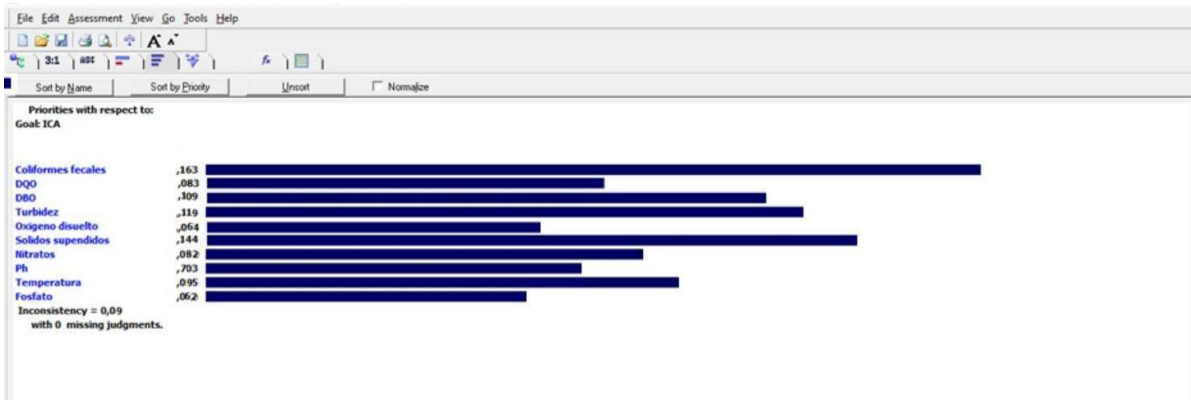 File Edit Assessment View Go Tools Help
A A
3:1 ABC fx
Sort by Name Sort by Priority Unsort Normalize
Priorities with respect to:
Goal: ICA
Coliformes fecales ,163
DQO ,083
DBO ,109
Turbidez ,119
Oxigeno disuelto ,064
Solidos supendidos ,144
Nitratos ,082
Ph ,703
Temperatura ,095
Fosfato ,062
Inconsistency = 0,09
with 0 missing judgments.